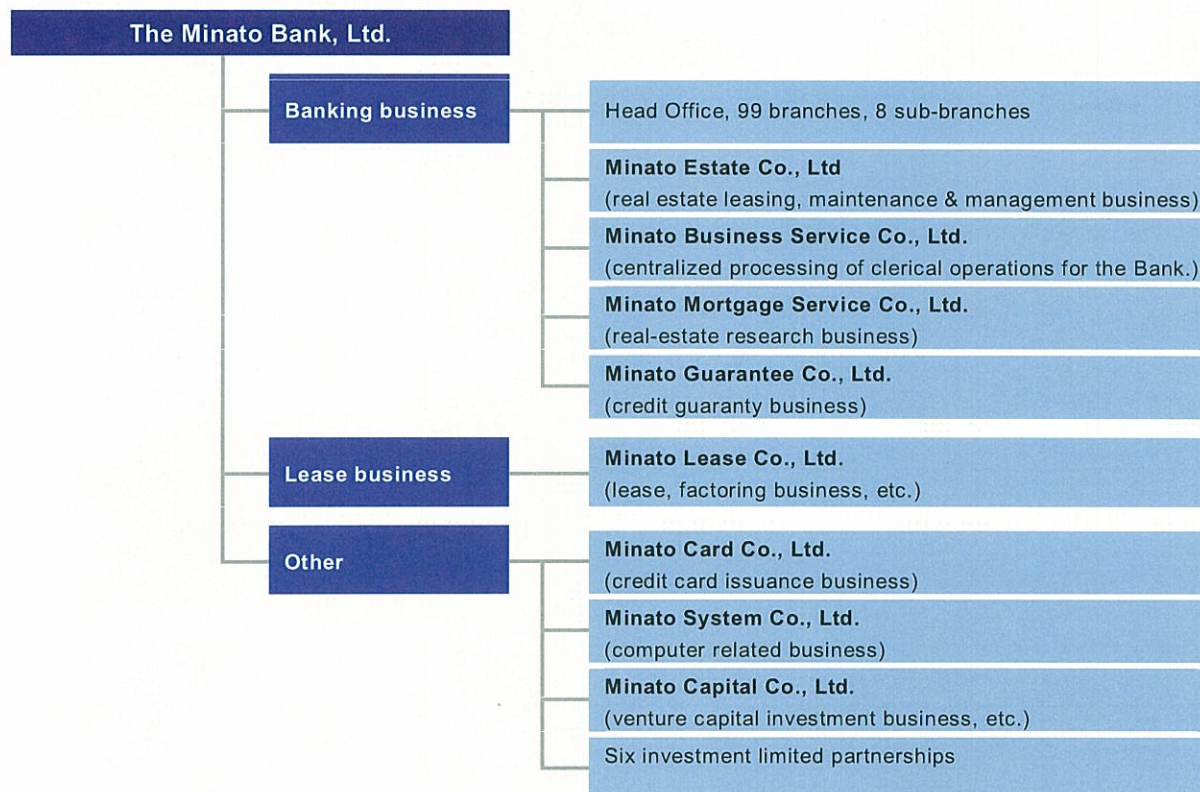 The Minato Bank, Ltd.
Banking business
Head Office, 99 branches, 8 sub-branches
Minato Estate Co., Ltd
(real estate leasing, maintenance & management business)
Minato Business Service Co., Ltd.
(centralized processing of clerical operations for the Bank.)
Minato Mortgage Service Co., Ltd.
(real-estate research business)
Minato Guarantee Co., Ltd.
(credit guaranty business)
Lease business
Minato Lease Co., Ltd.
(lease, factoring business, etc.)
Other
Minato Card Co., Ltd.
(credit card issuance business)
Minato System Co., Ltd.
(computer related business)
Minato Capital Co., Ltd.
(venture capital investment business, etc.)
Six investment limited partnerships